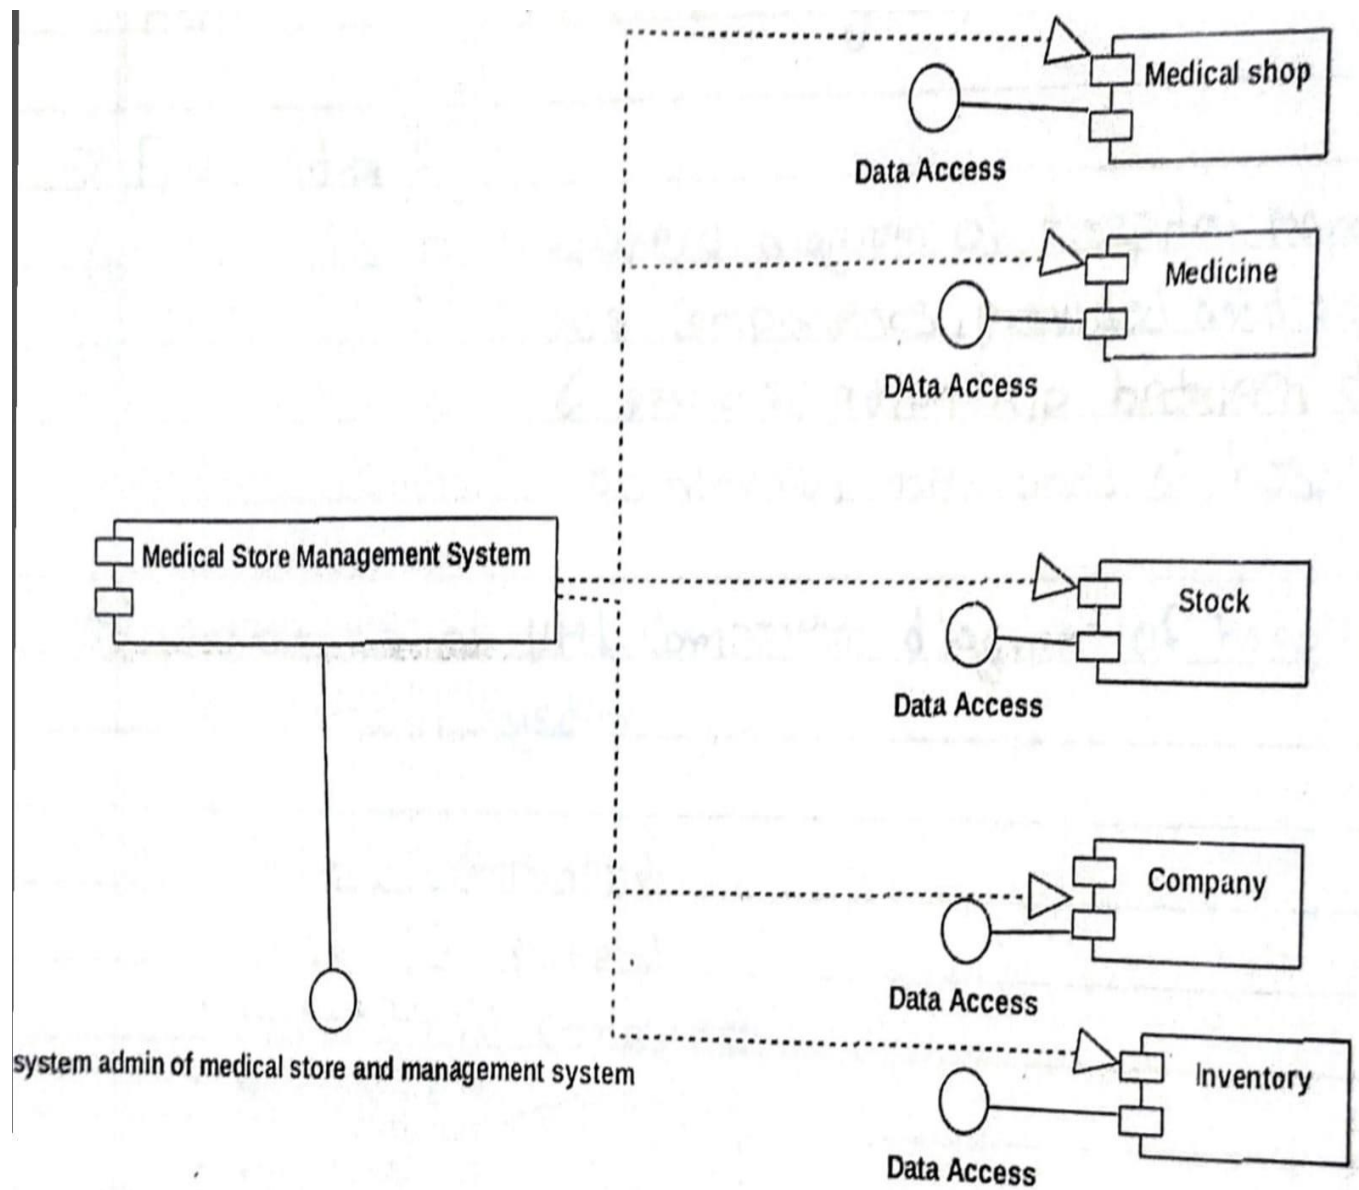 Medical shop
Data Access
Medicine
DAta Access
Medical Store Management System
Stock
Data Access
Company
Data Access
system admin of medical store and management system
Inventory
Data Access